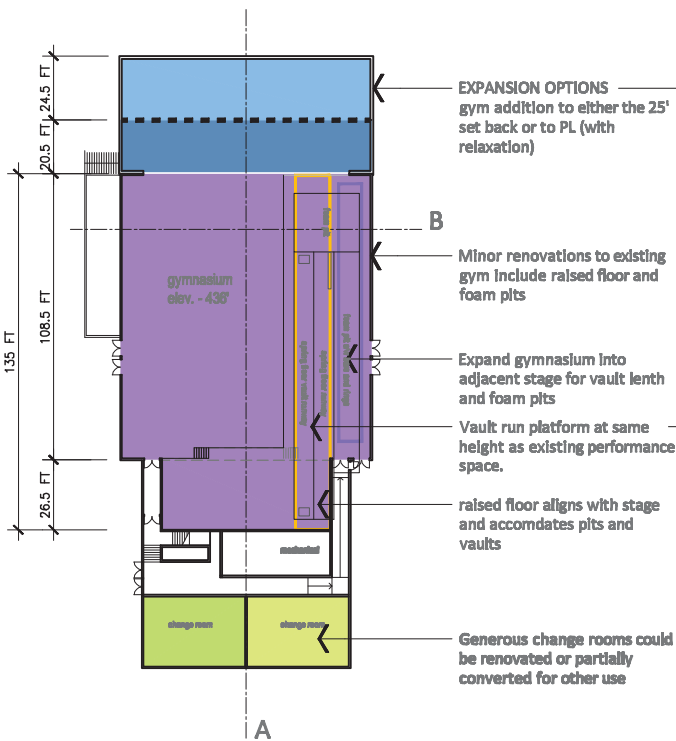 24.5 FT
20.5 FT
135 FT
108.5 FT
26.5 FT
EXPANSION OPTIONS
gym addition to either the 25'
set back or to PL (with
relaxation)
B
Minor renovations to existing
gym include raised floor and
foam pits
gymnasium
elev. - 436'
foam pit
Expand gymnasium into
adjacent stage for vault lenth
and foam pits
Vault run platform at same
height as existing performance
space.
raised floor aligns with stage
and accomdates pits and
vaults
mechanical
change room
change room
Generous change rooms could
be renovated or partially
converted for other use
A